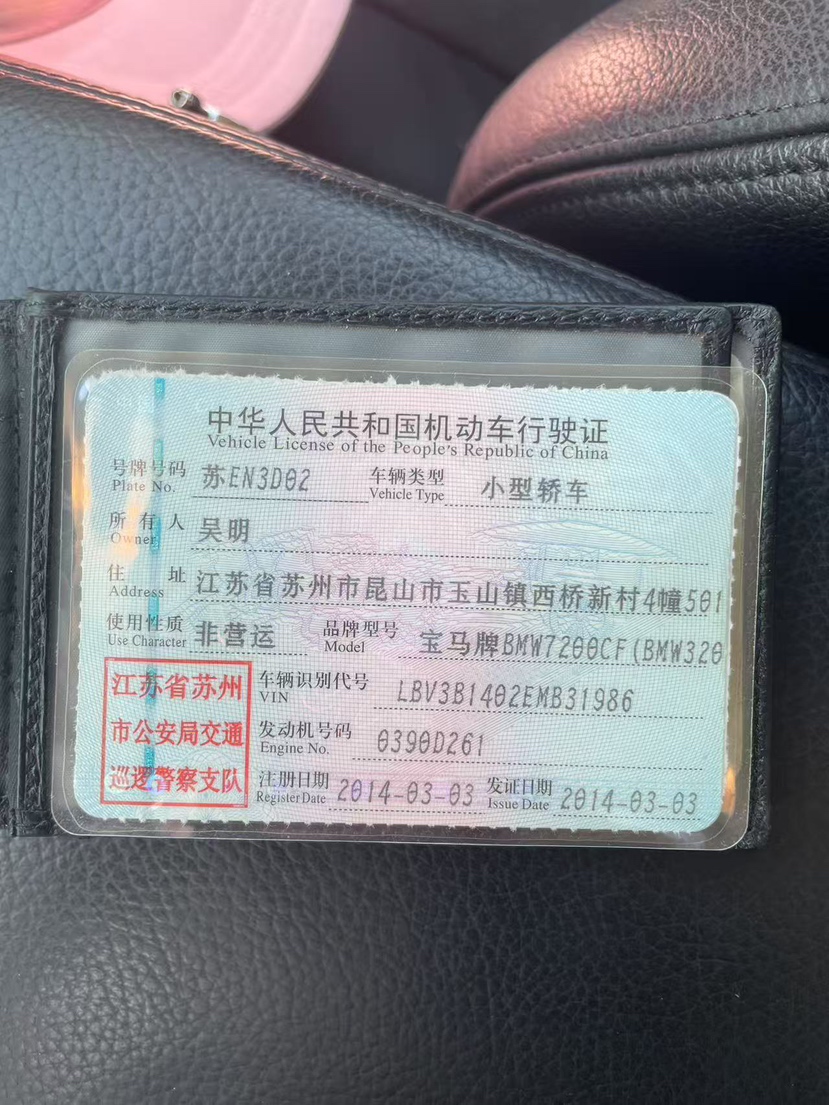 中华人民共和国机动车行驶证
Vehicle License of the People's Republic of China
号牌号码 苏EN3D02 车辆类型 小型轿车
Plate No. Vehicle Type
所有人 吴明
Owner
住址 江苏省苏州市昆山市玉山镇西桥新村4幢501
Address
使用性质 非营运 品牌型号 宝马牌BMW7200CF(BMW320
Use Character Model
江苏省苏州
市公安局交通
巡逻警察支队
车辆识别代号 LBV3B1402EMB31986
VIN
发动机号码 0390D261
Engine No.
注册日期 2014-03-03 发证日期 2014-03-03
Register Date Issue Date